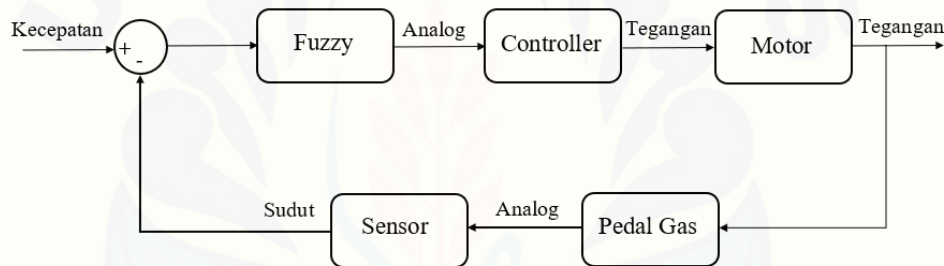 Kecepatan
+
-
Fuzzy
Analog
Controller
Tegangan
Motor
Tegangan
Sudut
Sensor
Analog
Pedal Gas